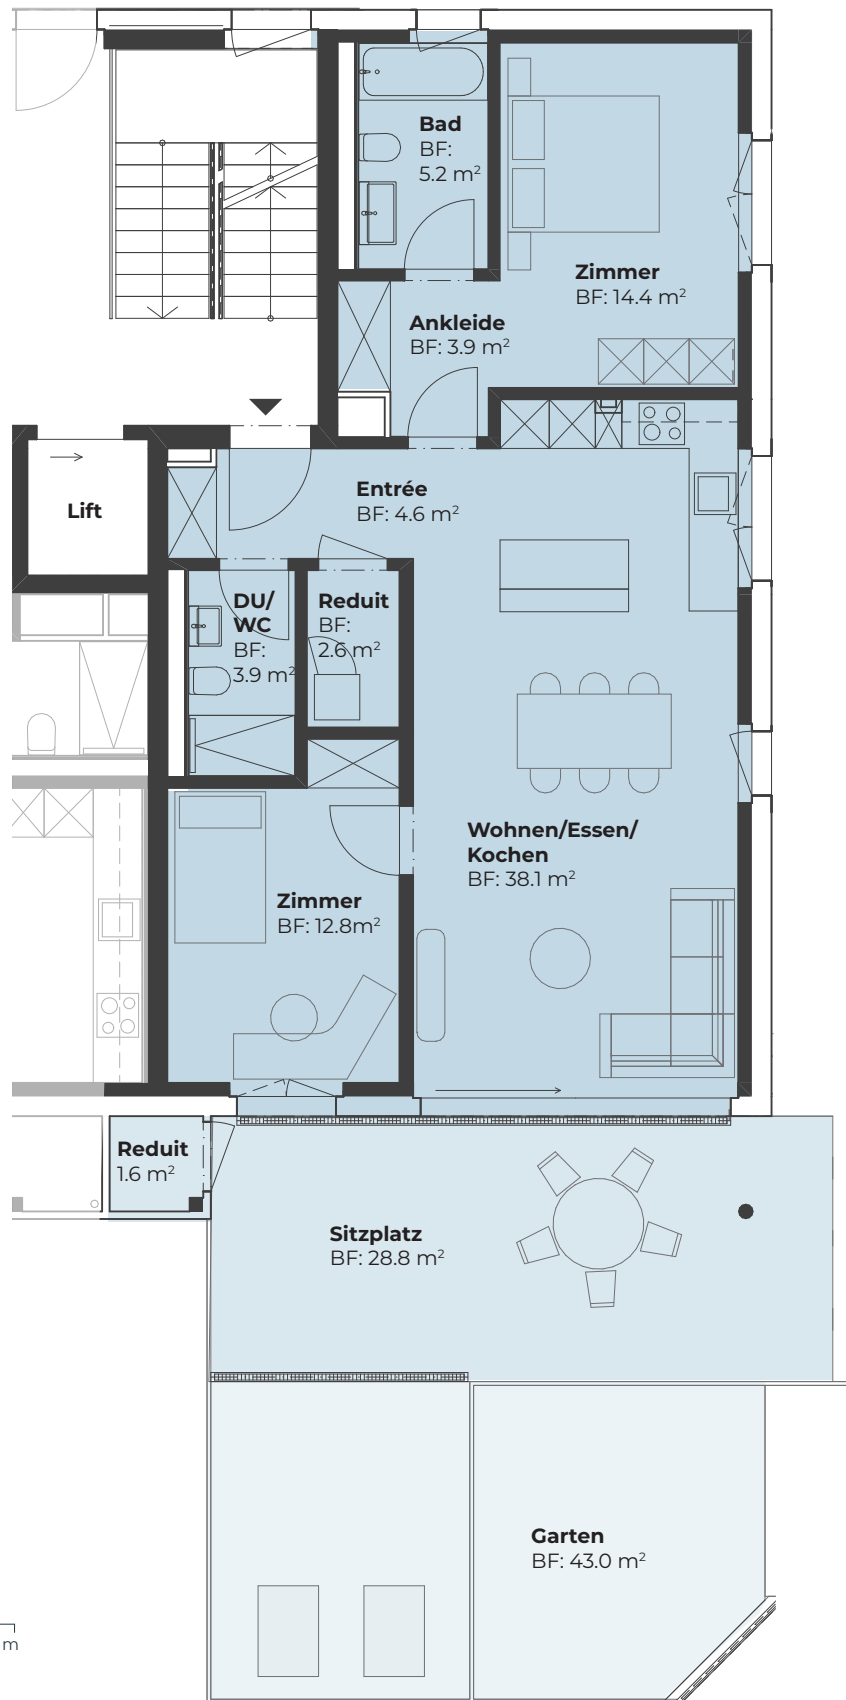 Bad
BF:
5.2 m²
Zimmer
BF: 14.4 m²
Ankleide
BF: 3.9 m²
Entrée
BF: 4.6 m²
Lift
DU/
WC
BF:
3.9 m²
Reduit
BF:
2.6 m²
Wohnen/Essen/
Kochen
BF: 38.1 m²
Zimmer
BF: 12.8m²
Reduit
1.6 m²
Sitzplatz
BF: 28.8 m²
Garten
BF: 43.0 m²
m